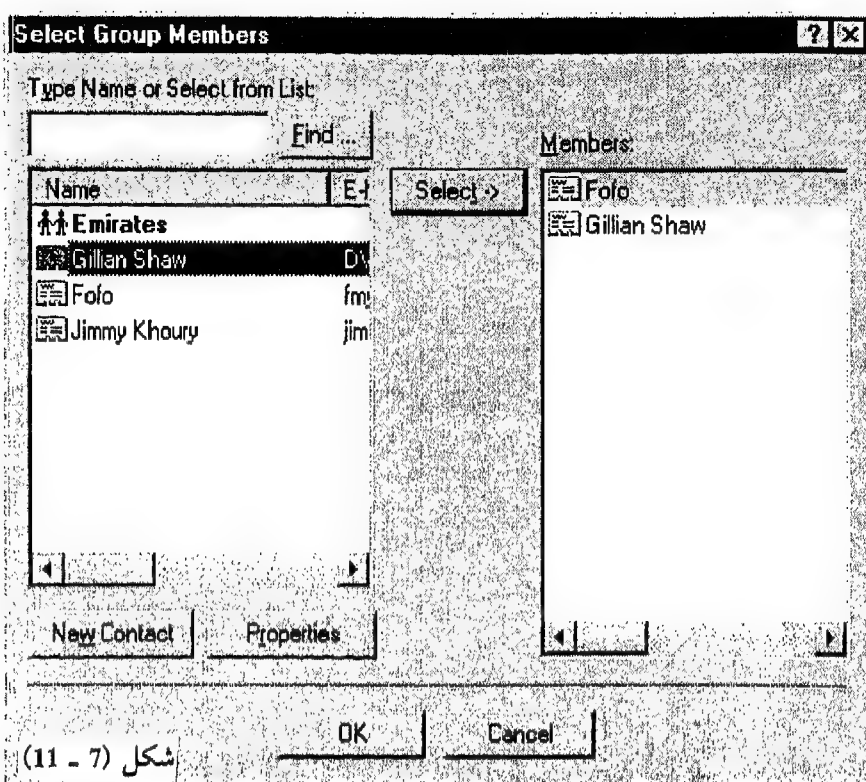 Select Group Members
Type Name or Select from List:
Find ...
Members:
Name E-
Select ->
Fofo
Emirates
Gillian Shaw
Gillian Shaw D
Fofo fm
Jimmy Khoury jim
New Contact Properties
OK Cancel
شكل (7 - 11)